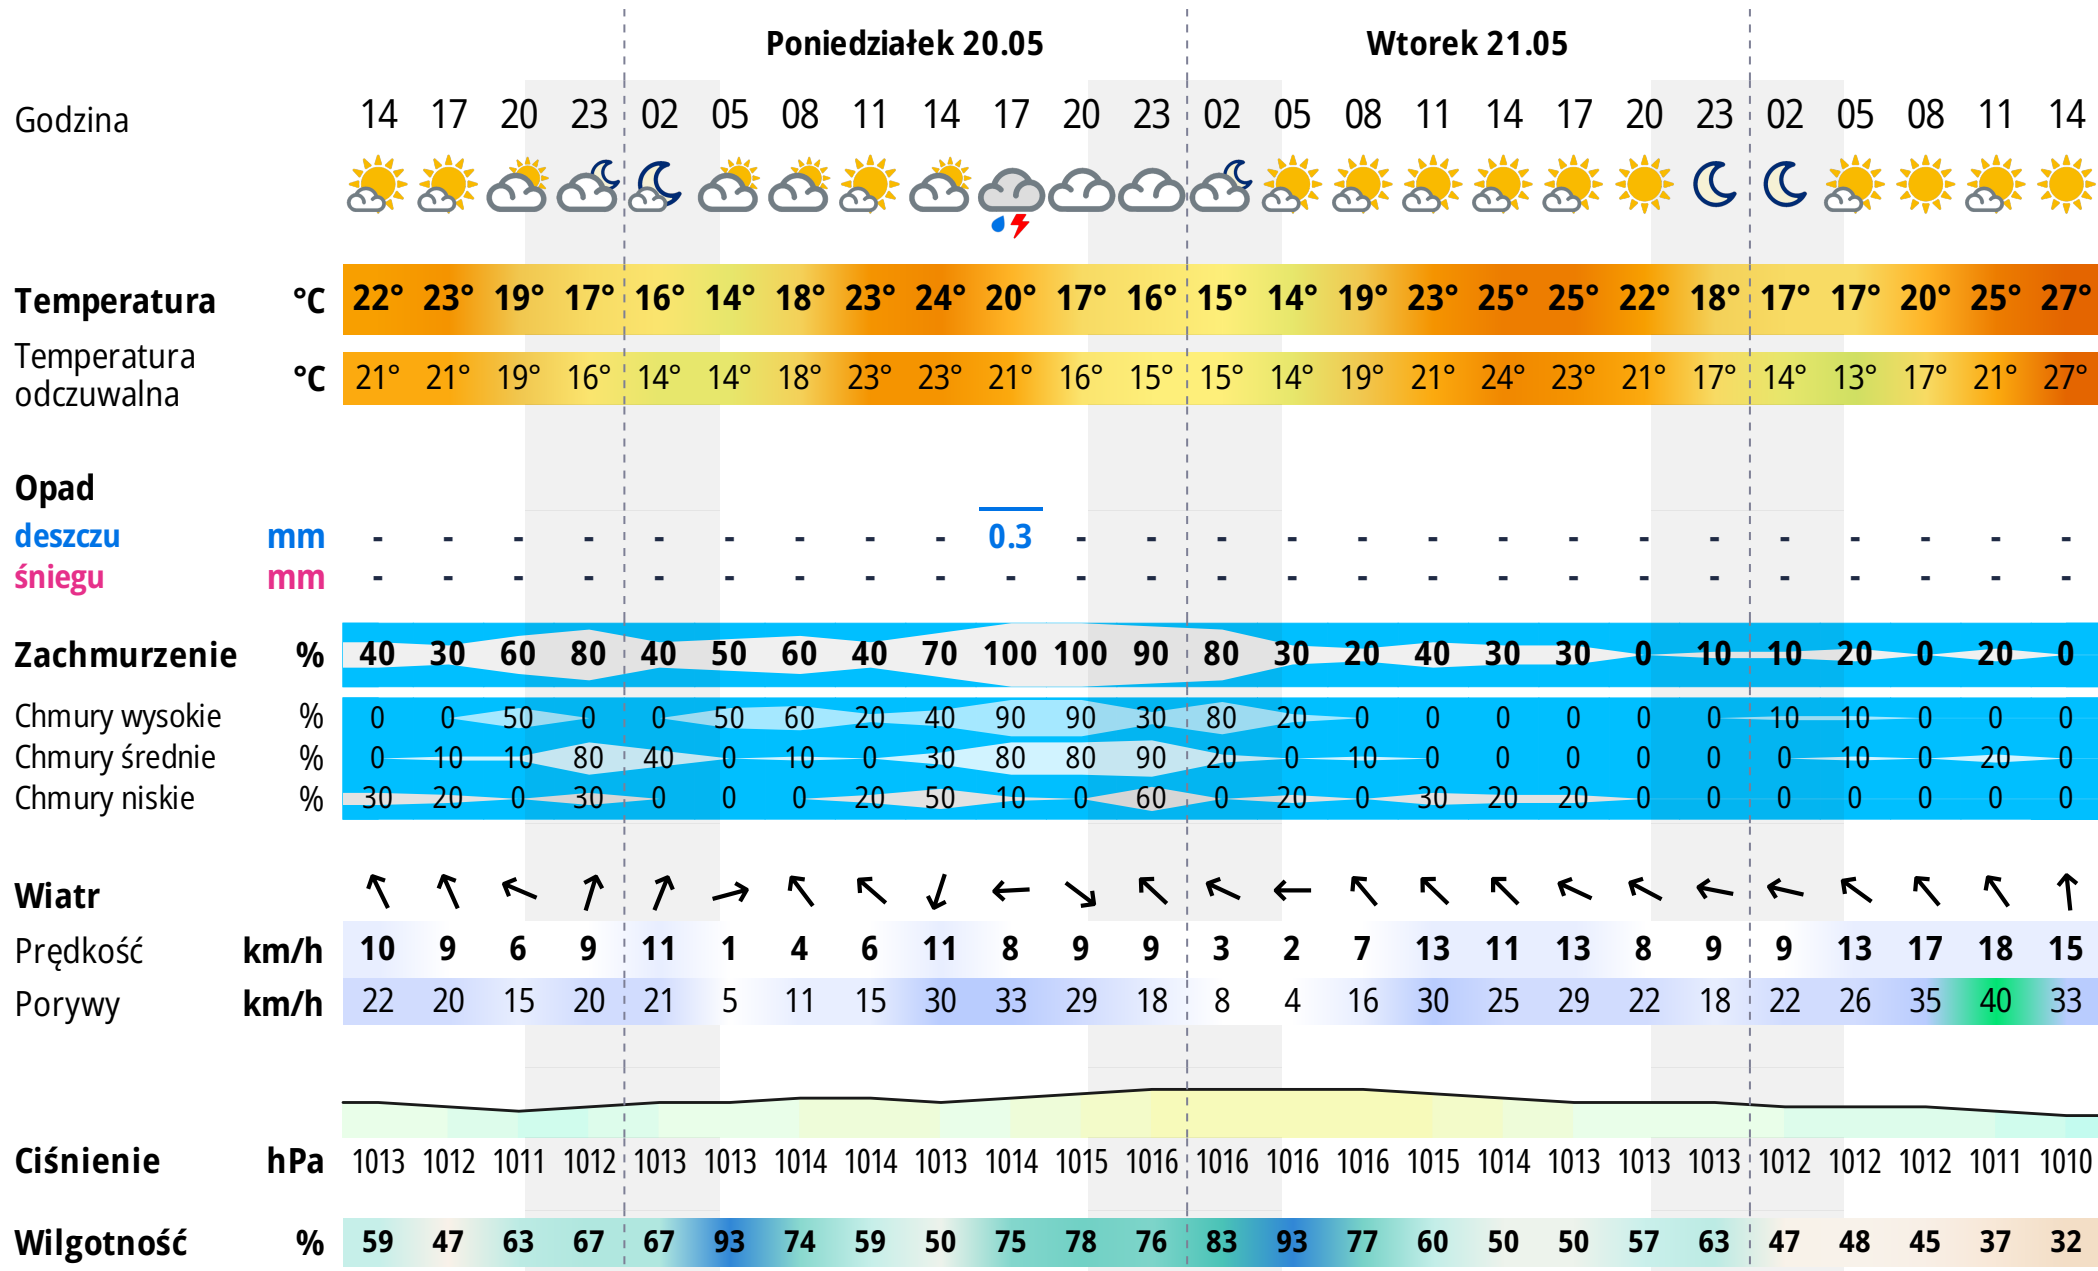 Poniedziałek 20.05 Wtorek 21.05
Godzina 14 17 20 23 02 05 08 11 14 17 20 23 02 05 08 11 14 17 20 23 02 05 08 11 14
Temperatura °C 22° 23° 19° 17° 16° 14° 18° 23° 24° 20° 17° 16° 15° 14° 19° 23° 25° 25° 22° 18° 17° 17° 20° 25° 27°
Temperatura
odczuwalna °C 21° 21° 19° 16° 14° 14° 18° 23° 23° 21° 16° 15° 15° 14° 19° 21° 24° 23° 21° 17° 14° 13° 17° 21° 27°
Opad
deszczu mm - - - - - - - - - 0.3 - - - - - - - - - - - - - - -
śniegu mm - - - - - - - - - - - - - - - - - - - - - - - - -
Zachmurzenie % 40 30 60 80 40 50 60 40 70 100 100 90 80 30 20 40 30 30 0 10 10 20 0 20 0
Chmury wysokie % 0 0 50 0 0 50 60 20 40 90 90 30 80 20 0 0 0 0 0 0 10 10 0 0 0
Chmury średnie % 0 10 10 80 40 0 10 0 30 80 80 90 20 0 10 0 0 0 0 0 0 10 0 20 0
Chmury niskie % 30 20 0 30 0 0 0 20 50 10 0 60 0 20 0 30 20 20 0 0 0 0 0 0 0
Wiatr
Prędkość km/h 10 9 6 9 11 1 4 6 11 8 9 9 3 2 7 13 11 13 8 9 9 13 17 18 15
Porywy km/h 22 20 15 20 21 5 11 15 30 33 29 18 8 4 16 30 25 29 22 18 22 26 35 40 33
Ciśnienie hPa 1013 1012 1011 1012 1013 1013 1014 1014 1013 1014 1015 1016 1016 1016 1016 1015 1014 1013 1013 1013 1012 1012 1012 1011 1010
Wilgotność % 59 47 63 67 67 93 74 59 50 75 78 76 83 93 77 60 50 50 57 63 47 48 45 37 32